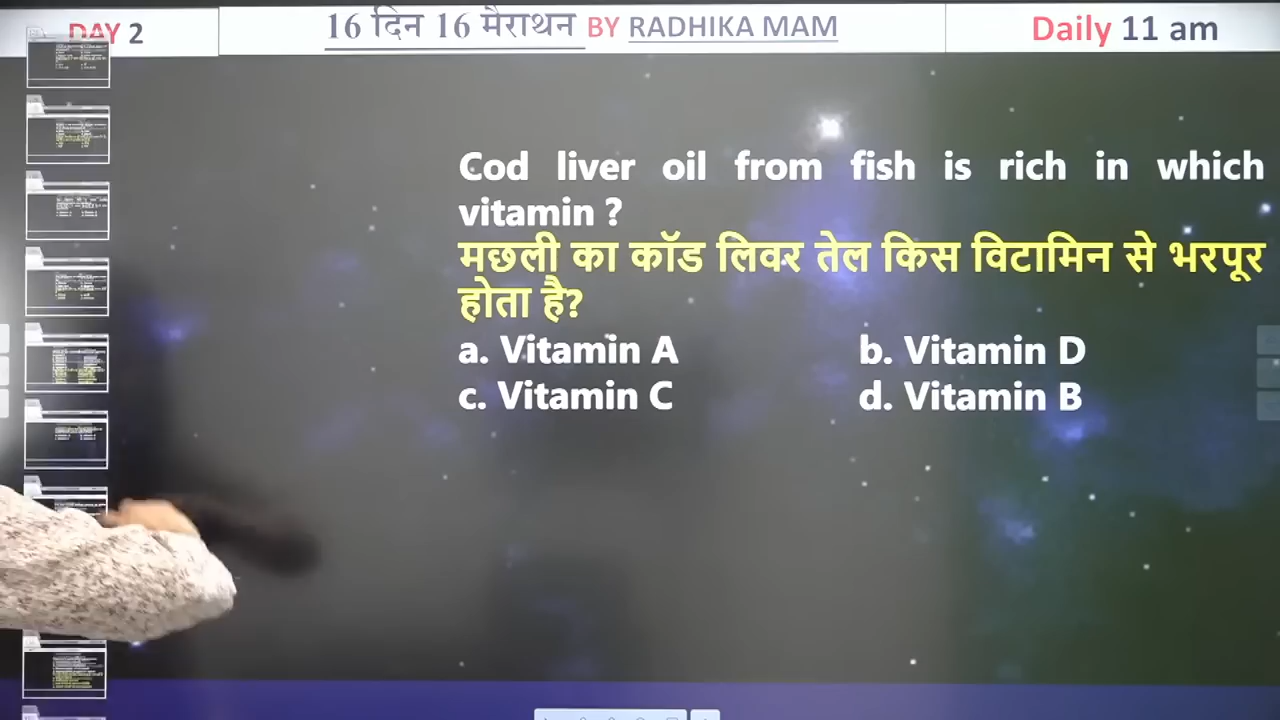 DAY 2
16 दिन 16 मैराथन BY RADHIKA MAM
Daily 11 am
Cod liver oil from fish is rich in which
vitamin ?
मछली का कॉड लिवर तेल किस विटामिन से भरपूर
होता है?
a. Vitamin A b. Vitamin D
c. Vitamin C d. Vitamin B